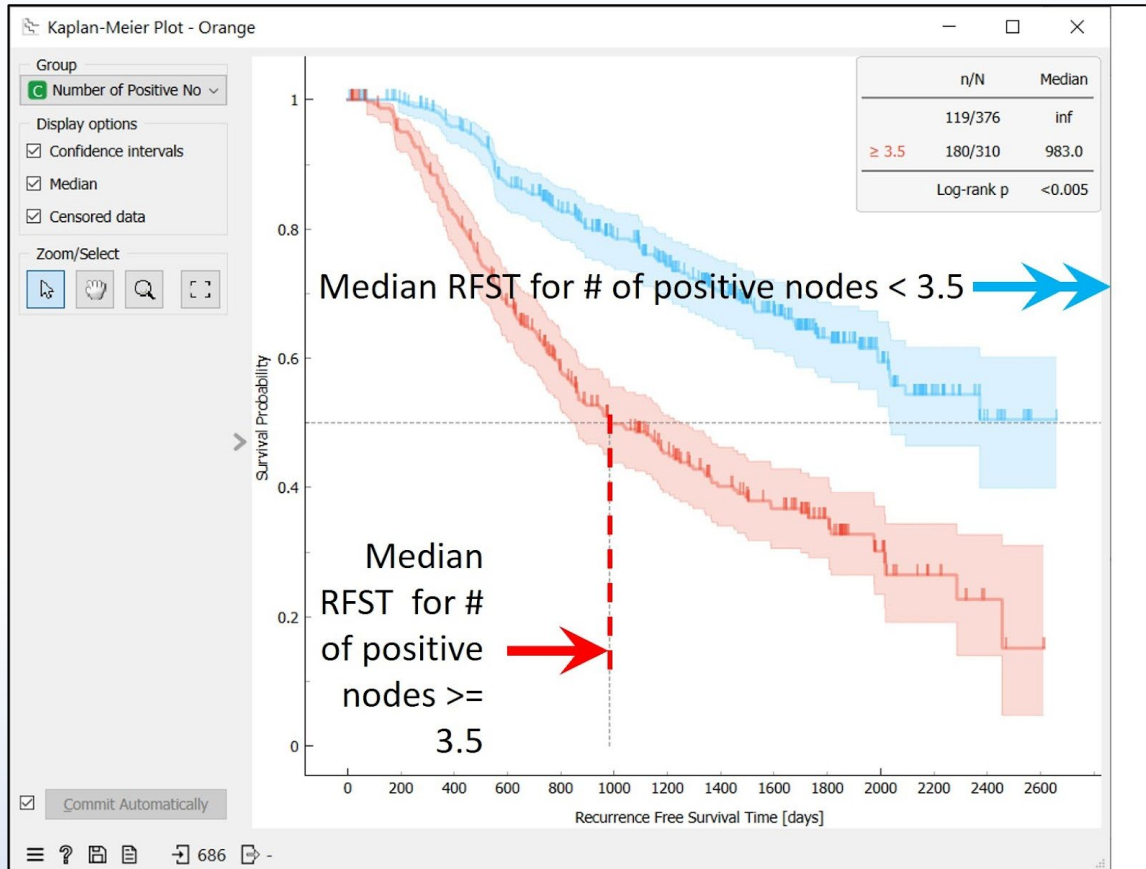 Kaplan-Meier Plot - Orange
Group
C Number of Positive No
Display options
Confidence intervals
Median
Censored data
Zoom/Select
Commit Automatically
686 -
n/N Median
119/376 inf
≥ 3.5 180/310 983.0
Log-rank p <0.005
Median RFST for # of positive nodes < 3.5
Median
RFST for #
of positive
nodes >=
3.5
Survival Probability
1
0.8
0.6
0.4
0.2
0
0 200 400 600 800 1000 1200 1400 1600 1800 2000 2200 2400 2600
Recurrence Free Survival Time [days]